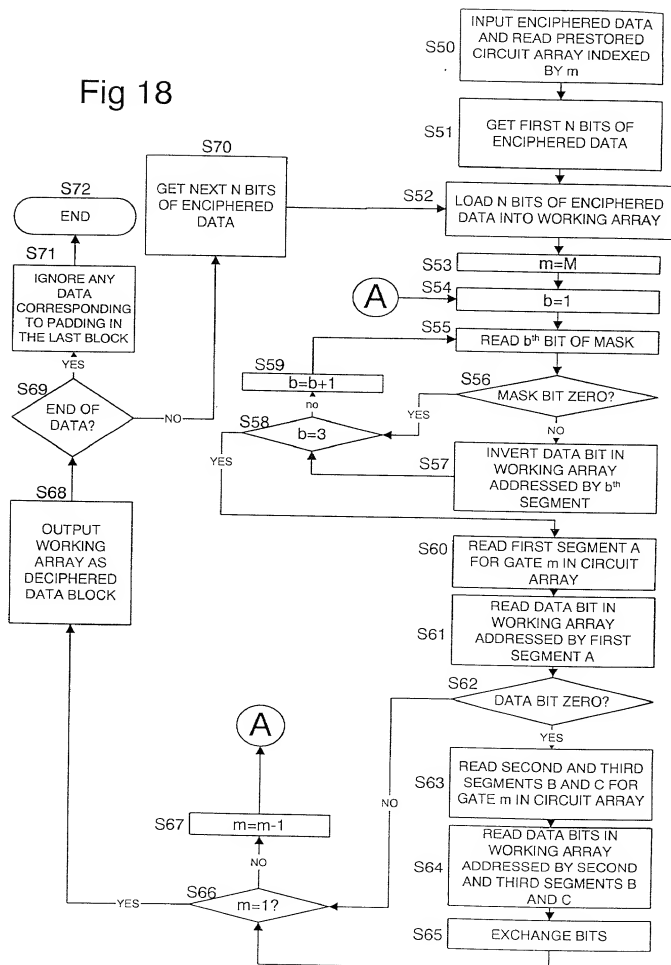 Fig 18
S50
INPUT ENCIPHERED DATA
AND READ PRESTORED
CIRCUIT ARRAY INDEXED
BY m
S51
GET FIRST N BITS OF
ENCIPHERED DATA
S52
LOAD N BITS OF ENCIPHERED
DATA INTO WORKING ARRAY
S53
m=M
S54
A
b=1
S55
READ bth BIT OF MASK
S56
MASK BIT ZERO?
YES
NO
S57
INVERT DATA BIT IN
WORKING ARRAY
ADDRESSED BY bth
SEGMENT
S58
b=3
no
YES
S59
b=b+1
S60
READ FIRST SEGMENT A
FOR GATE m IN CIRCUIT
ARRAY
S61
READ DATA BIT IN
WORKING ARRAY
ADDRESSED BY FIRST
SEGMENT A
S62
DATA BIT ZERO?
YES
NO
S63
READ SECOND AND THIRD
SEGMENTS B AND C FOR
GATE m IN CIRCUIT ARRAY
S64
READ DATA BITS IN
WORKING ARRAY
ADDRESSED BY SECOND
AND THIRD SEGMENTS B
AND C
S65
EXCHANGE BITS
S66
m=1?
NO
YES
S67
m=m-1
A
S68
OUTPUT
WORKING
ARRAY AS
DECIPHERED
DATA BLOCK
S69
END OF
DATA?
YES
NO
S70
GET NEXT N BITS
OF ENCIPHERED
DATA
S71
IGNORE ANY
DATA
CORRESPONDING
TO PADDING IN
THE LAST BLOCK
S72
END